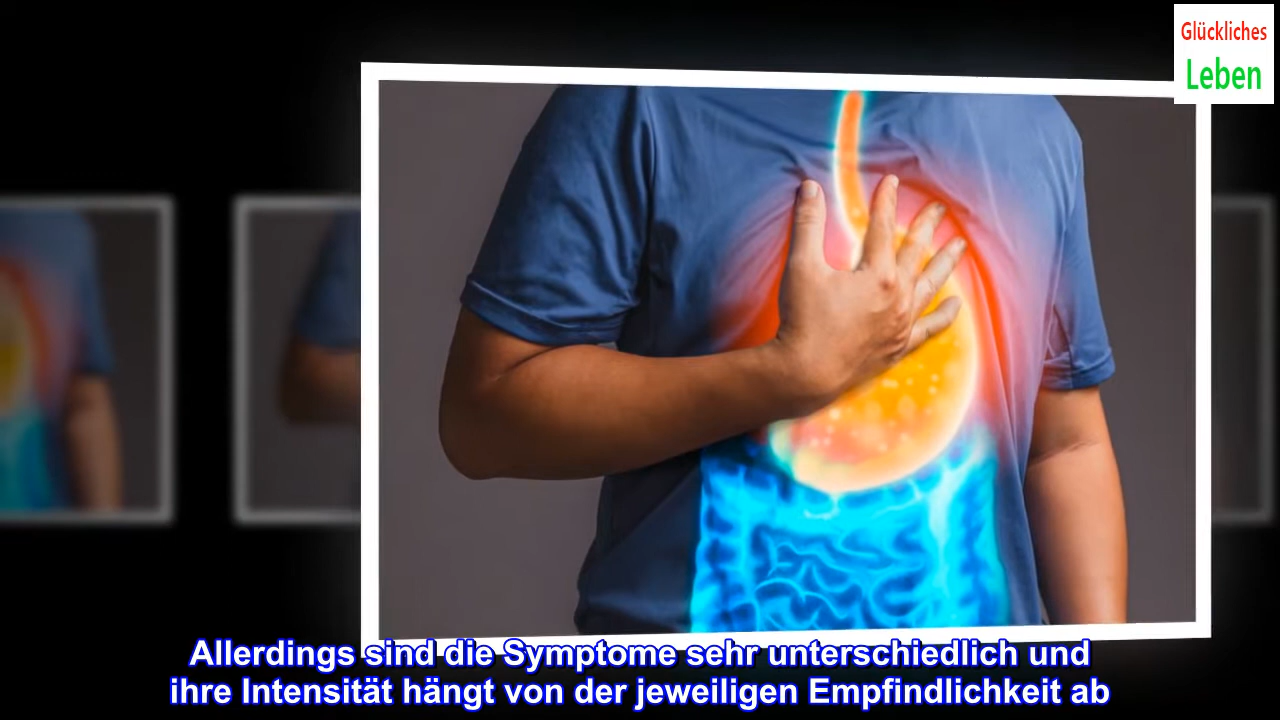 Glückliches
Leben
Allerdings sind die Symptome sehr unterschiedlich und
ihre Intensität hängt von der jeweiligen Empfindlichkeit ab